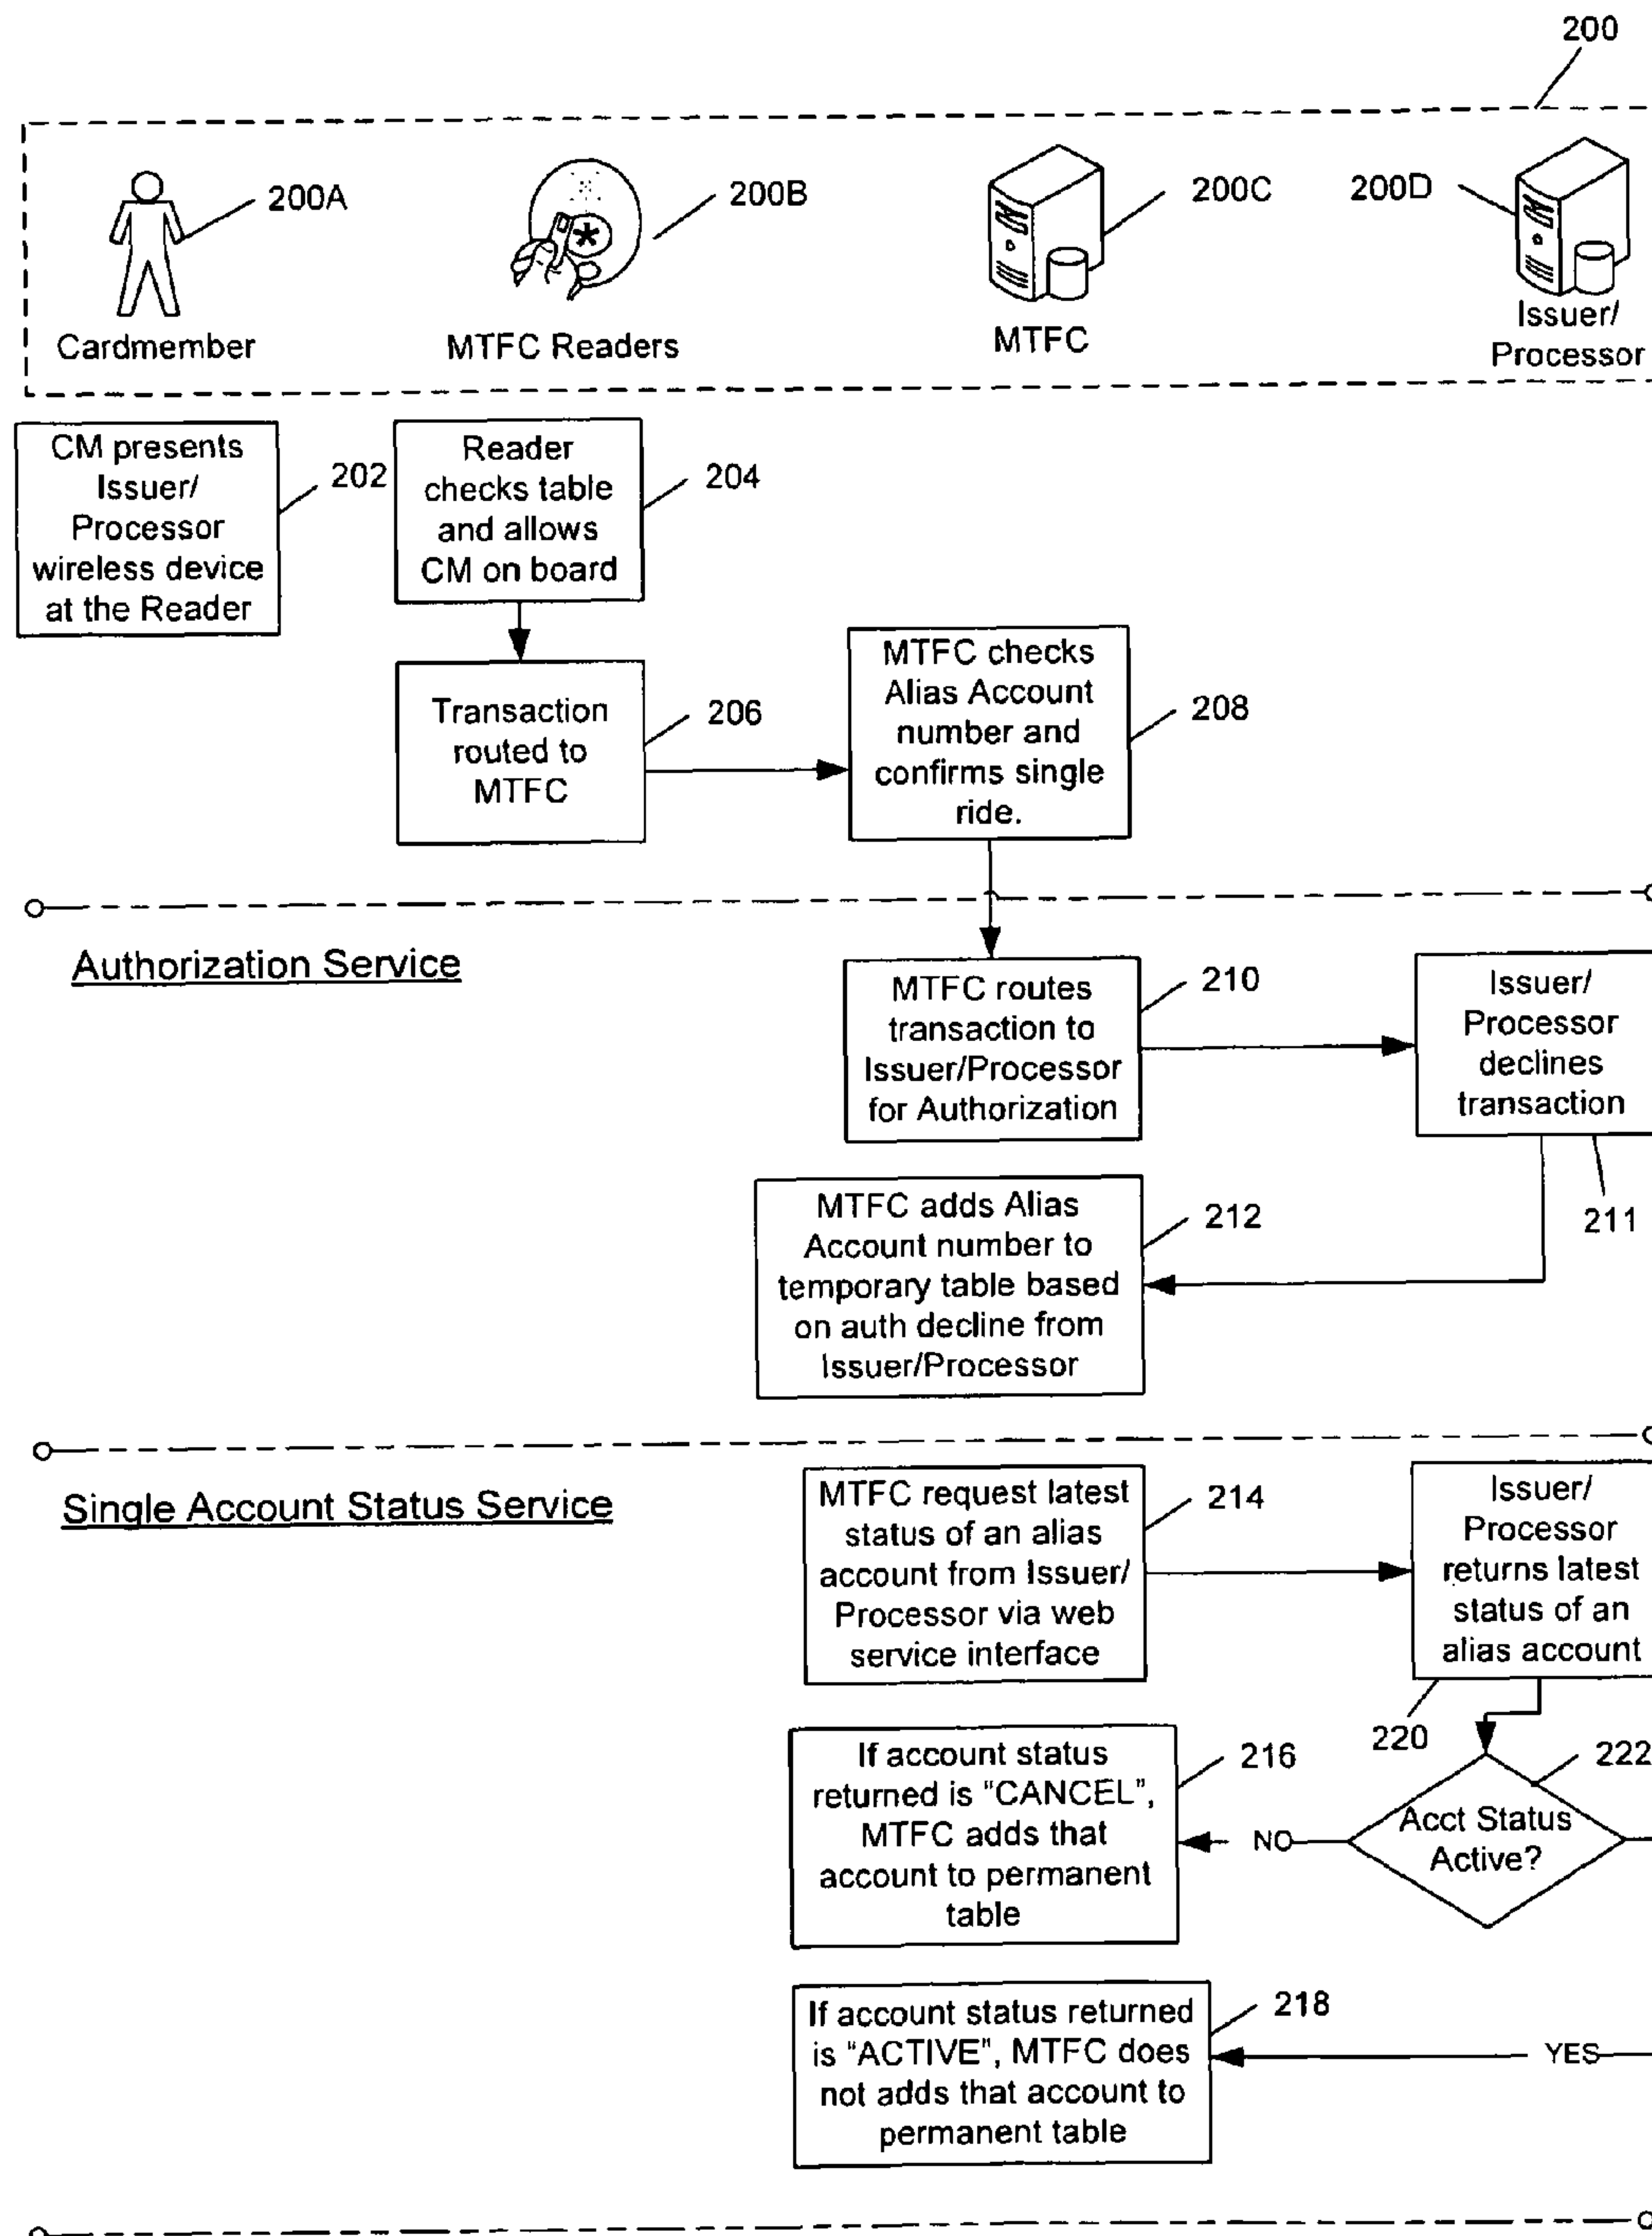 200
200A
200B
200C
200D
Cardmember
MTFC Readers
MTFC
Issuer/
Processor
CM presents
Issuer/
Processor
wireless device
at the Reader
202
Reader
checks table
and allows
CM on board
204
Transaction
routed to
MTFC
206
MTFC checks
Alias Account
number and
confirms single
ride.
208
Authorization Service
MTFC routes
transaction to
Issuer/Processor
for Authorization
210
Issuer/
Processor
declines
transaction
211
MTFC adds Alias
Account number to
temporary table based
on auth decline from
Issuer/Processor
212
Single Account Status Service
MTFC request latest
status of an alias
account from Issuer/
Processor via web
service interface
214
Issuer/
Processor
returns latest
status of an
alias account
220
222
If account status
returned is "CANCEL",
MTFC adds that
account to permanent
table
216
NO
Acct Status
Active?
If account status returned
is "ACTIVE", MTFC does
not adds that account to
permanent table
218
YES